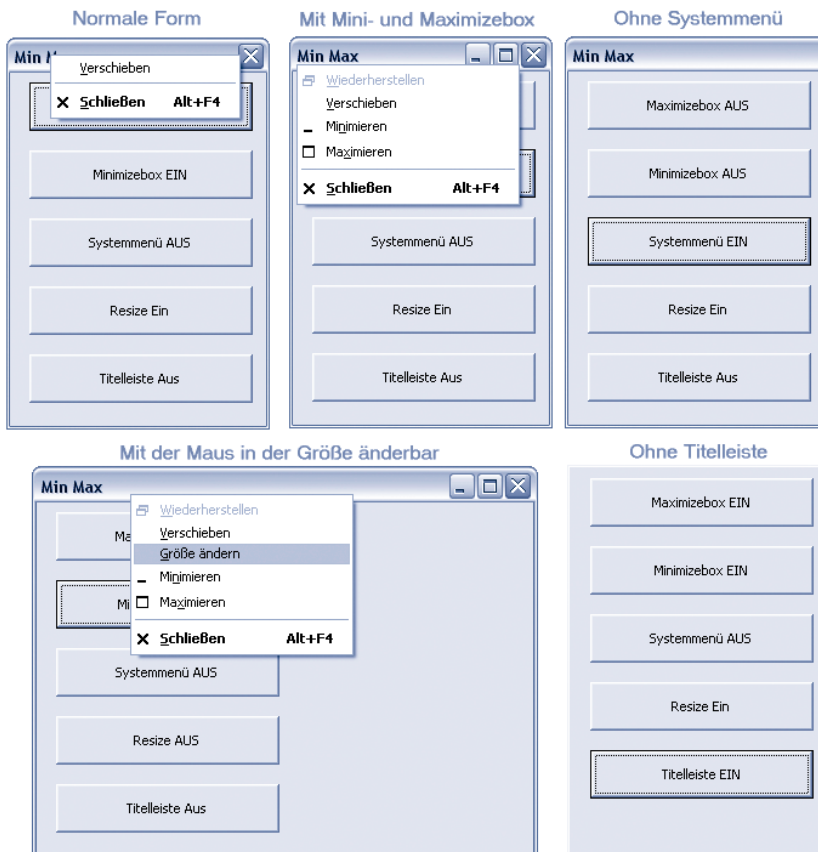 Normale Form
Min
Verschieben
Schließen Alt+F4
Minimizebox EIN
Systemmenü AUS
Resize Ein
Titelleiste Aus
Mit Mini- und Maximizebox
Min Max
Wiederherstellen
Verschieben
Minimieren
Maximieren
Schließen Alt+F4
Systemmenü AUS
Resize Ein
Titelleiste Aus
Ohne Systemmenü
Min Max
Maximizebox AUS
Minimizebox AUS
Systemmenü EIN
Resize Ein
Titelleiste Aus
Mit der Maus in der Größe änderbar
Min Max
Wiederherstellen
Verschieben
Größe ändern
Minimieren
Maximieren
Schließen Alt+F4
Systemmenü AUS
Resize AUS
Titelleiste Aus
Ohne Titelleiste
Maximizebox EIN
Minimizebox EIN
Systemmenü AUS
Resize Ein
Titelleiste EIN